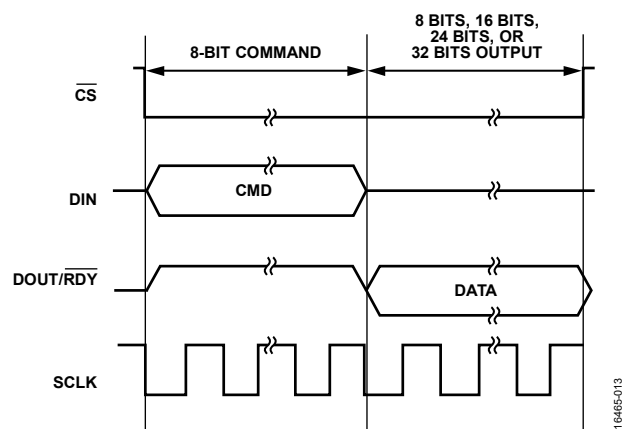 8 BITS, 16 BITS,
24 BITS, OR
32 BITS OUTPUT
8-BIT COMMAND
CS
DIN
CMD
DOUT/RDY
DATA
SCLK
16465-013